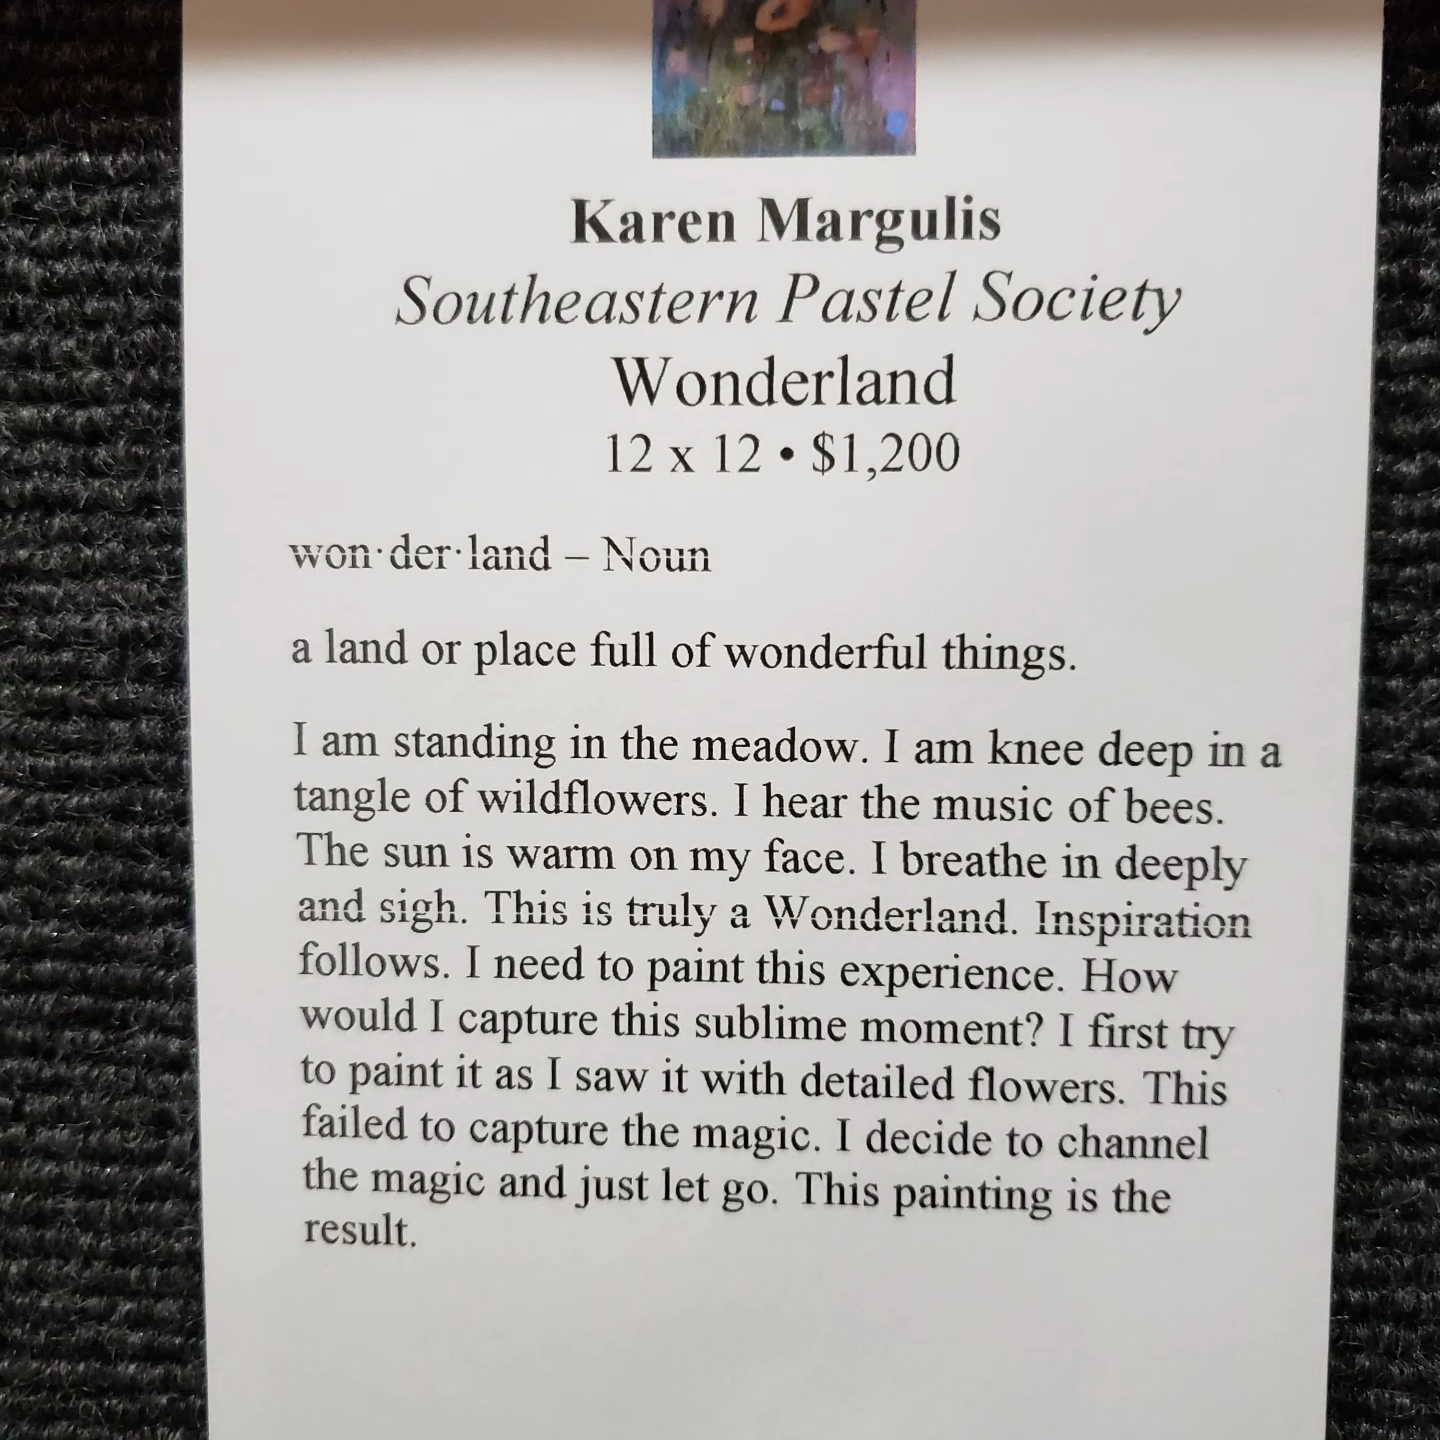 Karen Margulis
Southeastern Pastel Society
Wonderland
12 x 12 • $1,200
won·der·land – Noun
a land or place full of wonderful things.
I am standing in the meadow. I am knee deep in a
tangle of wildflowers. I hear the music of bees.
The sun is warm on my face. I breathe in deeply
and sigh. This is truly a Wonderland. Inspiration
follows. I need to paint this experience. How
would I capture this sublime moment? I first try
to paint it as I saw it with detailed flowers. This
failed to capture the magic. I decide to channel
the magic and just let go. This painting is the
result.